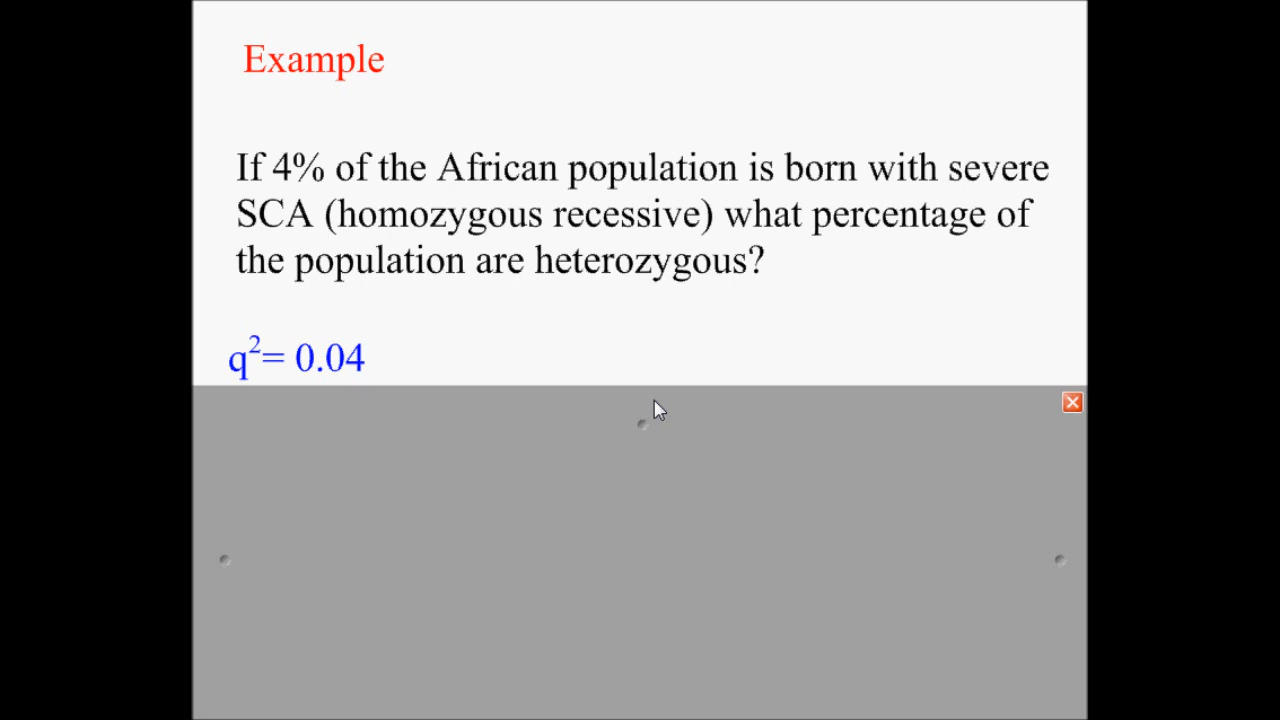 Example
If 4% of the African population is born with severe
SCA (homozygous recessive) what percentage of
the population are heterozygous?
q²= 0.04